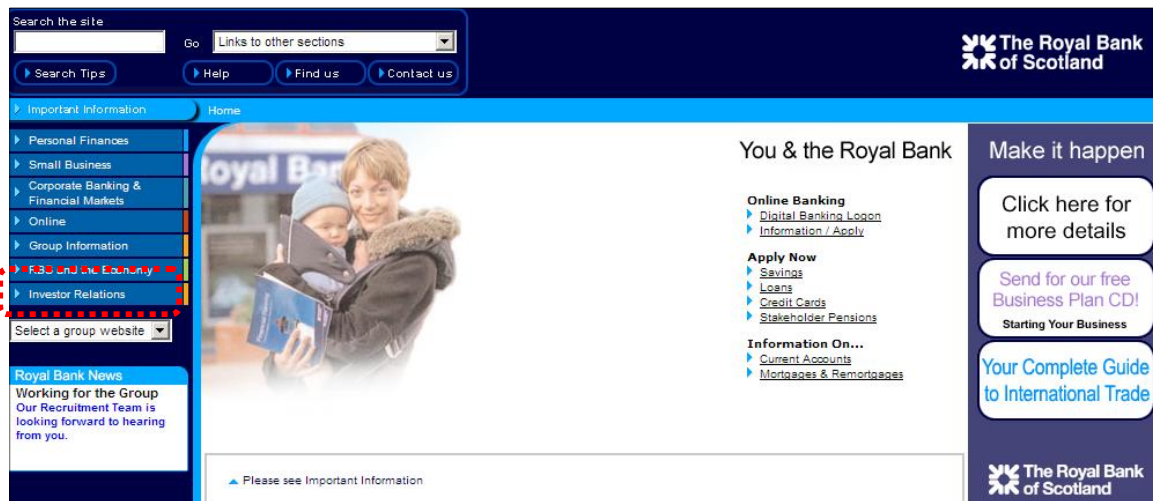 Search the site
Go
Links to other sections
Search Tips
Help
Find us
Contact us
The Royal Bank
of Scotland
Important Information
Home
Personal Finances
Small Business
Corporate Banking &
Financial Markets
Online
Group Information
RBS and the Economy
Investor Relations
Select a group website
Royal Bank News
Working for the Group
Our Recruitment Team is
looking forward to hearing
from you.
oyal Ban
You & the Royal Bank
Online Banking
Digital Banking Logon
Information / Apply
Apply Now
Savings
Loans
Credit Cards
Stakeholder Pensions
Information On...
Current Accounts
Mortgages & Remortgages
Please see Important Information
Make it happen
Click here for
more details
Send for our free
Business Plan CD!
Starting Your Business
Your Complete Guide
to International Trade
The Royal Bank
of Scotland